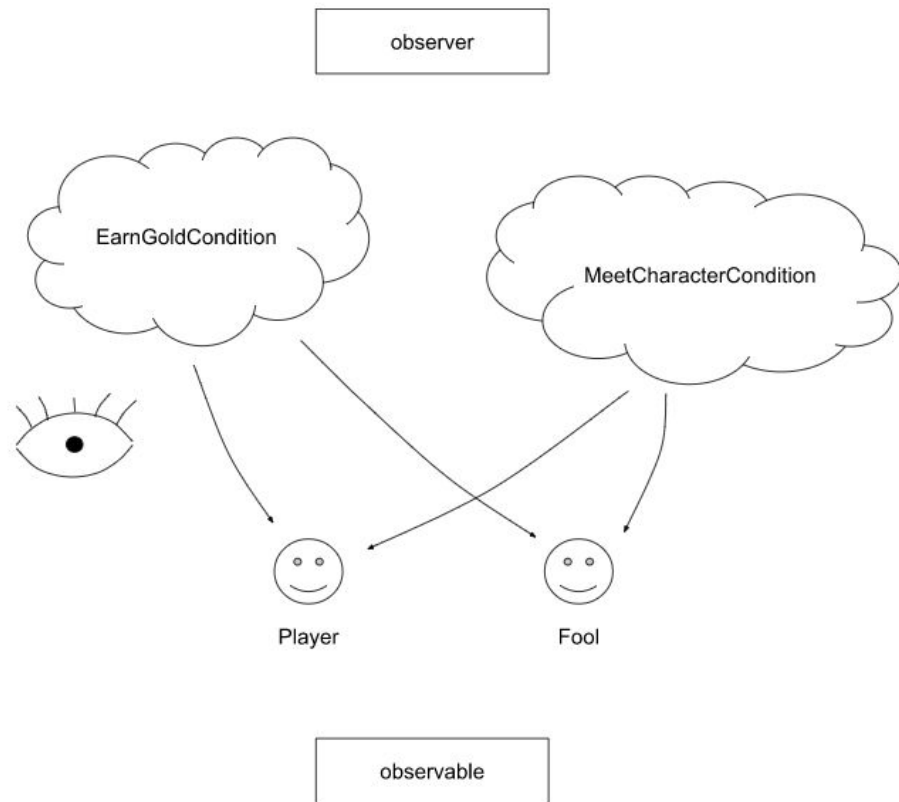 observer
EarnGoldCondition
MeetCharacterCondition
Player
Fool
observable